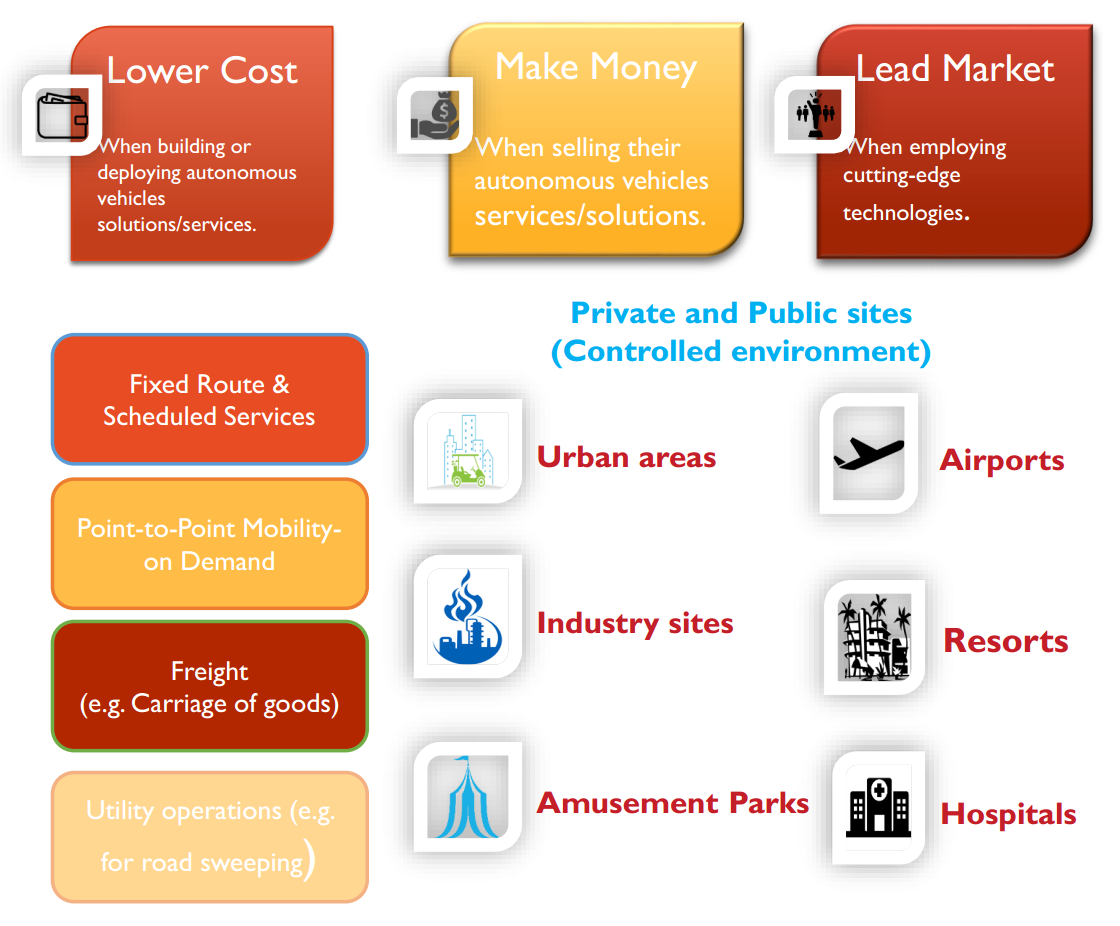 Lower Cost
When building or
deploying autonomous
vehicles
solutions/services.
Make Money
When selling their
autonomous vehicles
services/solutions.
Lead Market
When employing
cutting-edge
technologies.
Private and Public sites
(Controlled environment)
Fixed Route &
Scheduled Services
Point-to-Point Mobility-
on Demand
Freight
(e.g. Carriage of goods)
Utility operations (e.g.
for road sweeping)
Urban areas
Airports
Industry sites
Resorts
Amusement Parks
Hospitals